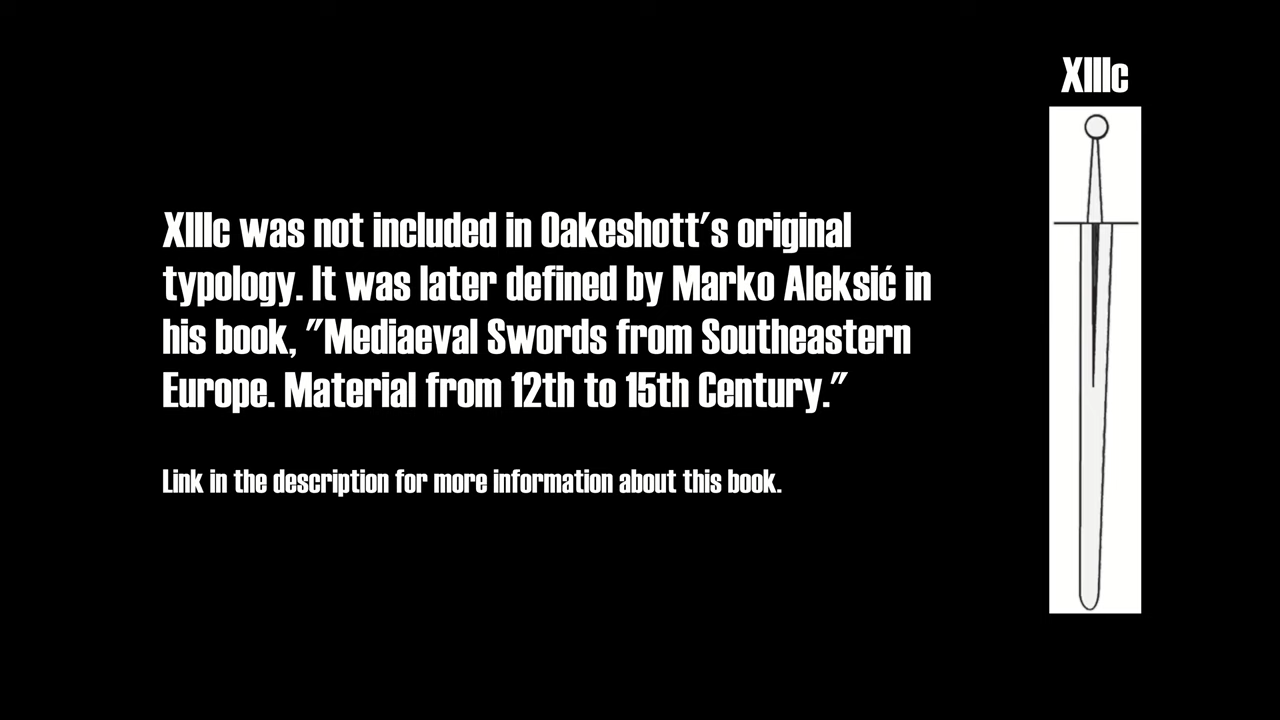 XIIIc
XIIIc was not included in Oakeshott's original
typology. It was later defined by Marko Aleksić in
his book, "Mediaeval Swords from Southeastern
Europe. Material from 12th to 15th Century."
Link in the description for more information about this book.